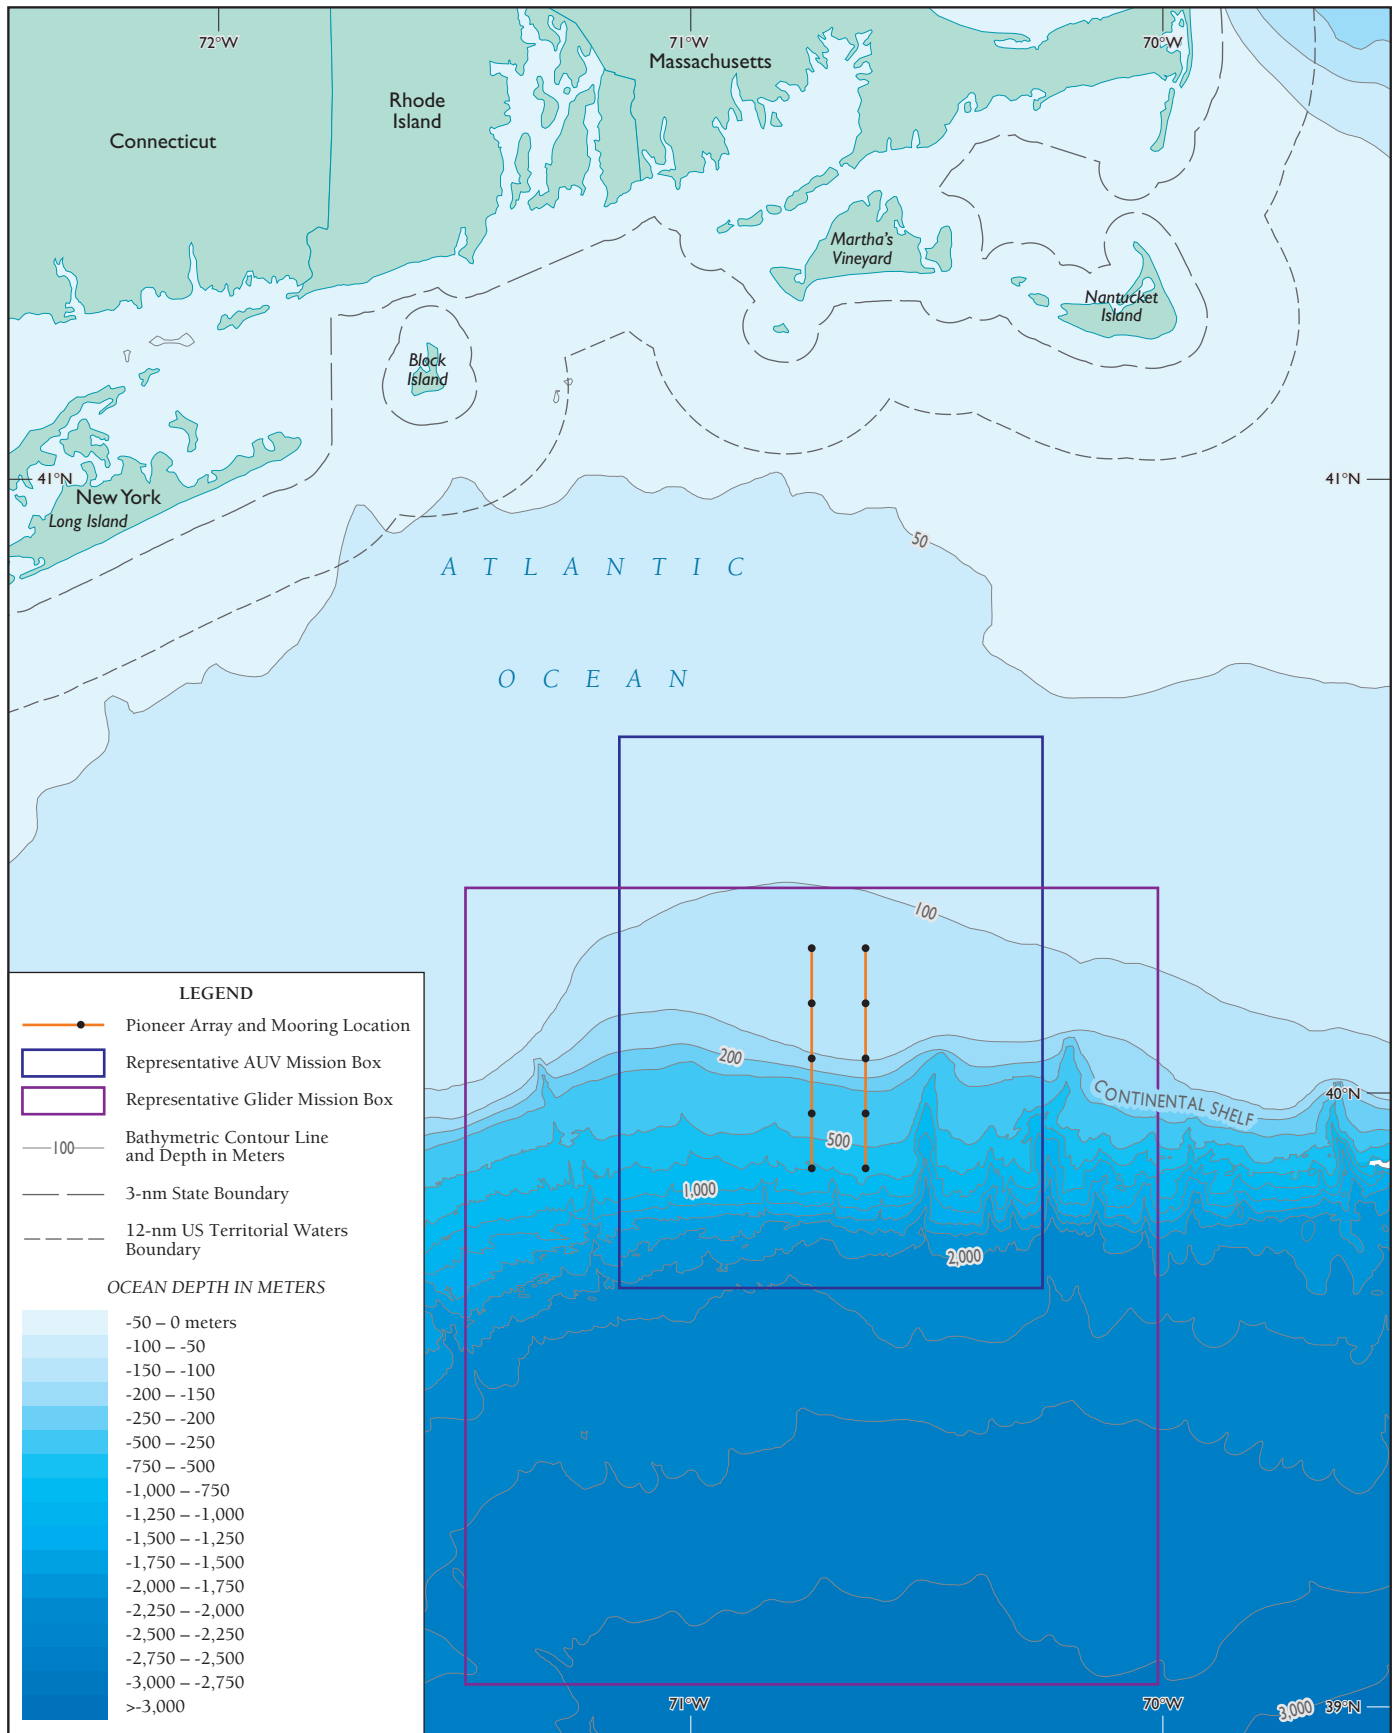 72°W
71°W
70°W
Massachusetts
Rhode
Island
Connecticut
Martha's
Vineyard
Nantucket
Island
Block
Island
41°N
41°N
New York
Long Island
50
ATLANTIC
OCEAN
100
200
CONTINENTAL SHELF
40°N
500
1,000
2,000
LEGEND
Pioneer Array and Mooring Location
Representative AUV Mission Box
Representative Glider Mission Box
100
Bathymetric Contour Line
and Depth in Meters
3-nm State Boundary
12-nm US Territorial Waters
Boundary
OCEAN DEPTH IN METERS
-50 – 0 meters
-100 – -50
-150 – -100
-200 – -150
-250 – -200
-500 – -250
-750 – -500
-1,000 – -750
-1,250 – -1,000
-1,500 – -1,250
-1,750 – -1,500
-2,000 – -1,750
-2,250 – -2,000
-2,500 – -2,250
-2,750 – -2,500
-3,000 – -2,750
>-3,000
71°W
70°W
3,000
39°N